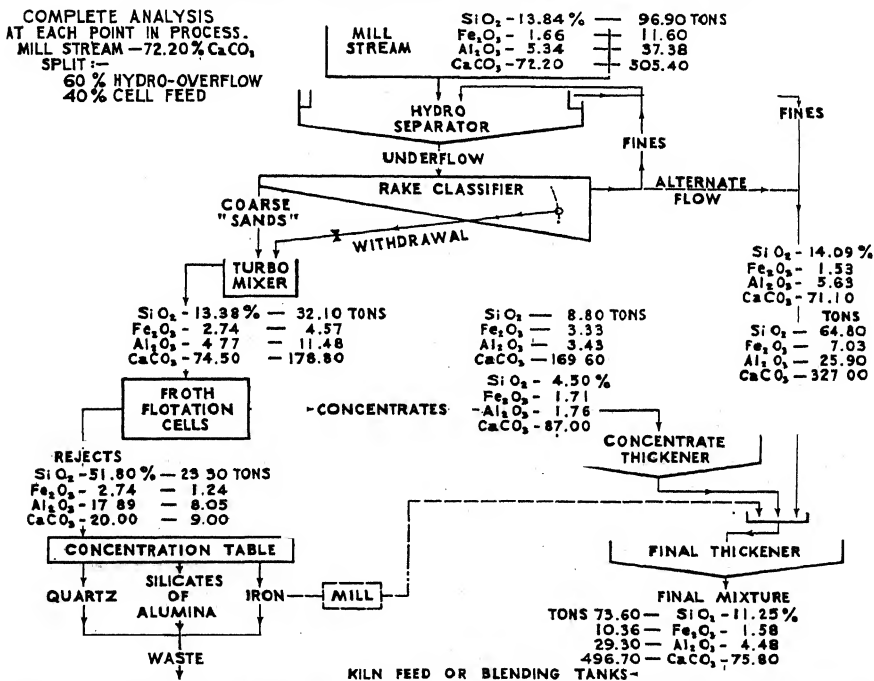 COMPLETE ANALYSIS
AT EACH POINT IN PROCESS.
MILL STREAM — 72.20% CaCO₃
SPLIT:—
60% HYDRO-OVERFLOW
40% CELL FEED
MILL
STREAM
SiO₂ - 13.84% — 96.90 TONS
Fe₂O₃ - 1.66 — 11.60
Al₂O₃ - 5.34 — 37.38
CaCO₃ - 72.20 — 505.40
HYDRO
SEPARATOR
FINES
FINES
UNDERFLOW
RAKE CLASSIFIER
ALTERNATE
FLOW
COARSE
"SANDS"
WITHDRAWAL
TURBO
MIXER
SiO₂ - 14.09%
Fe₂O₃ - 1.53
Al₂O₃ - 5.63
CaCO₃ - 71.10
TONS
SiO₂ — 64.80
Fe₂O₃ — 7.03
Al₂O₃ — 25.90
CaCO₃ — 327 00
SiO₂ - 13.38% — 32.10 TONS
Fe₂O₃ - 2.74 — 4.57
Al₂O₃ - 4 77 — 11.48
CaCO₃ - 74.50 — 178.80
SiO₂ — 8.80 TONS
Fe₂O₃ — 3.33
Al₂O₃ — 3.43
CaCO₃ — 169 60
SiO₂ - 4.50%
Fe₂O₃ - 1.71
Al₂O₃ - 1.76
CaCO₃ - 87.00
FROTH
FLOTATION
CELLS
CONCENTRATES
CONCENTRATE
THICKENER
REJECTS
SiO₂ - 51.80% — 23.30 TONS
Fe₂O₃ - 2.74 — 1.24
Al₂O₃ - 17 89 — 8.05
CaCO₃ - 20.00 — 9.00
CONCENTRATION TABLE
FINAL THICKENER
QUARTZ
SILICATES
OF
ALUMINA
IRON
MILL
WASTE
FINAL MIXTURE
TONS 73.60 — SiO₂ - 11.25%
10.36 — Fe₂O₃ - 1.58
29.30 — Al₂O₃ - 4.48
496.70 — CaCO₃ - 75.80
KILN FEED OR BLENDING TANKS-